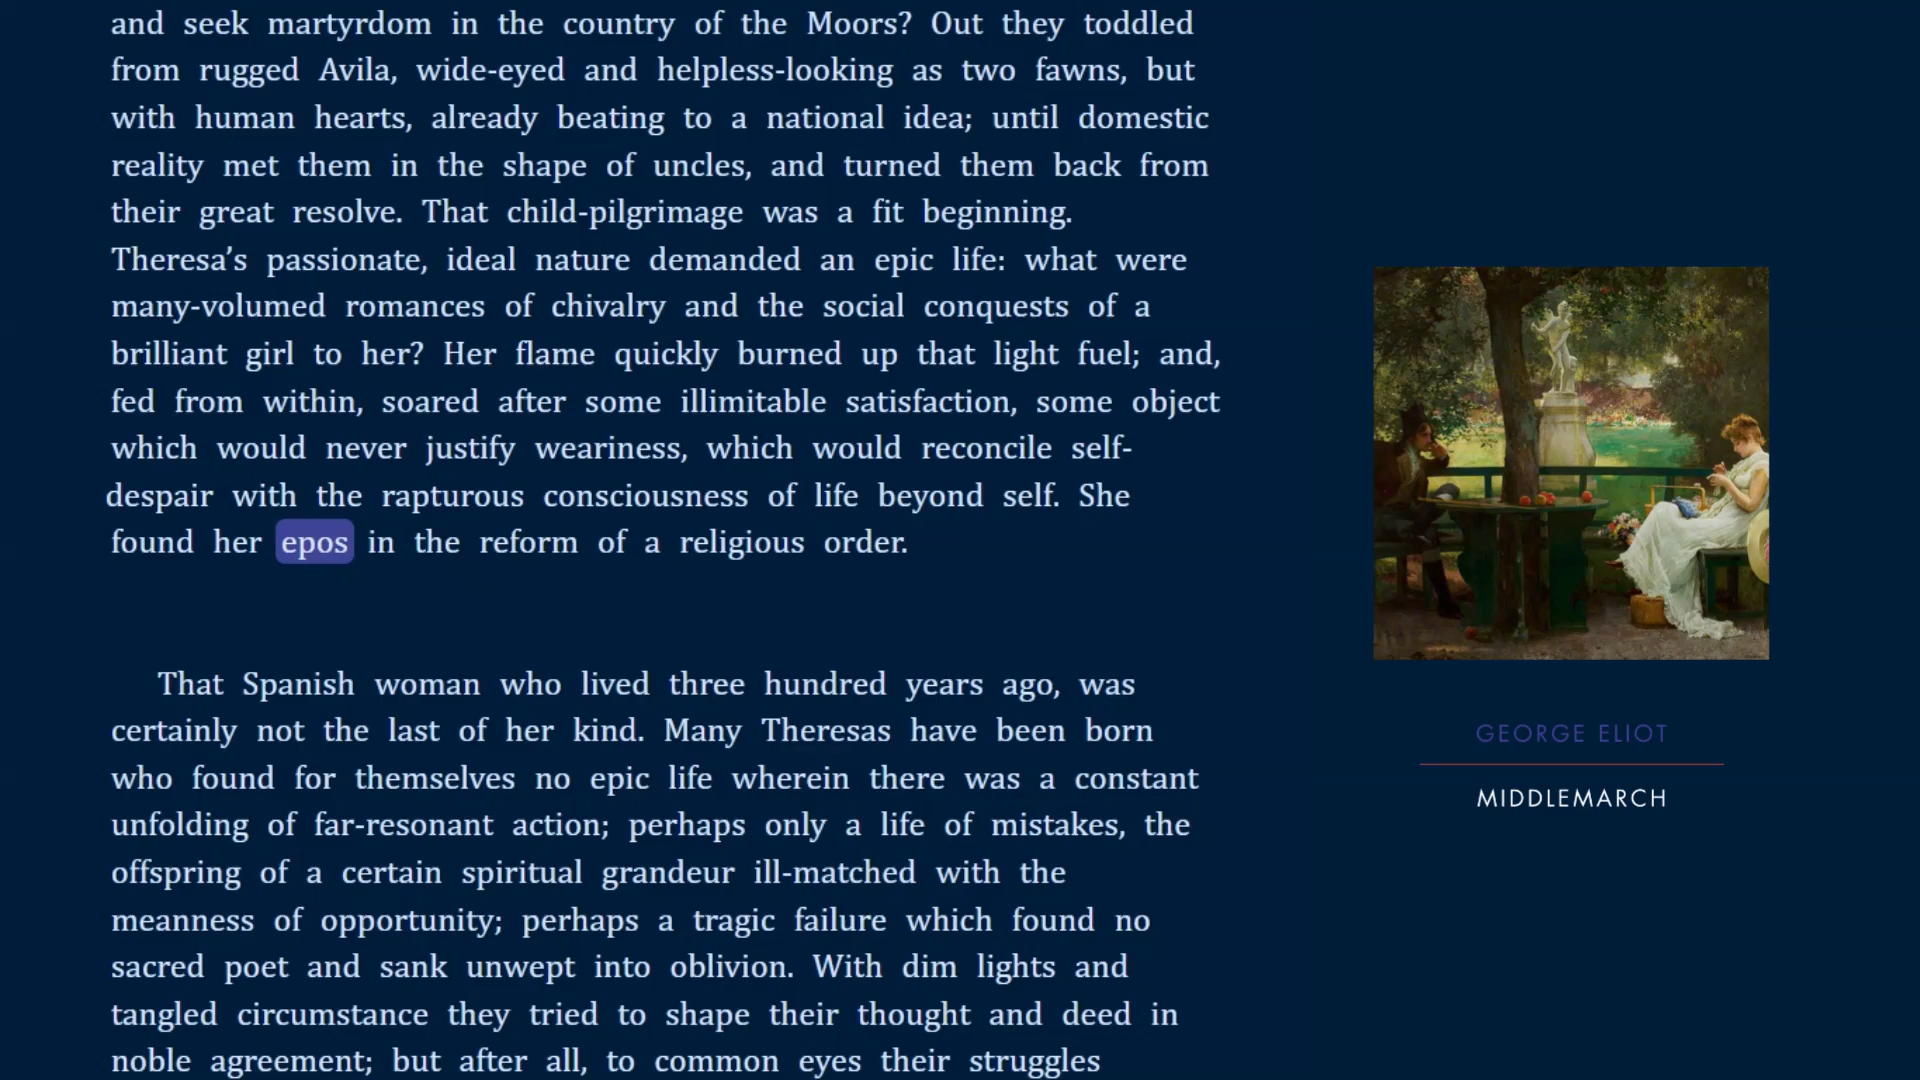 and seek martyrdom in the country of the Moors? Out they toddled
from rugged Avila, wide-eyed and helpless-looking as two fawns, but
with human hearts, already beating to a national idea; until domestic
reality met them in the shape of uncles, and turned them back from
their great resolve. That child-pilgrimage was a fit beginning.
Theresa’s passionate, ideal nature demanded an epic life: what were
many-volumed romances of chivalry and the social conquests of a
brilliant girl to her? Her flame quickly burned up that light fuel; and,
fed from within, soared after some illimitable satisfaction, some object
which would never justify weariness, which would reconcile self-
despair with the rapturous consciousness of life beyond self. She
found her epos in the reform of a religious order.
That Spanish woman who lived three hundred years ago, was
certainly not the last of her kind. Many Theresas have been born
who found for themselves no epic life wherein there was a constant
unfolding of far-resonant action; perhaps only a life of mistakes, the
offspring of a certain spiritual grandeur ill-matched with the
meanness of opportunity; perhaps a tragic failure which found no
sacred poet and sank unwept into oblivion. With dim lights and
tangled circumstance they tried to shape their thought and deed in
noble agreement; but after all, to common eyes their struggles
GEORGE ELIOT
MIDDLEMARCH